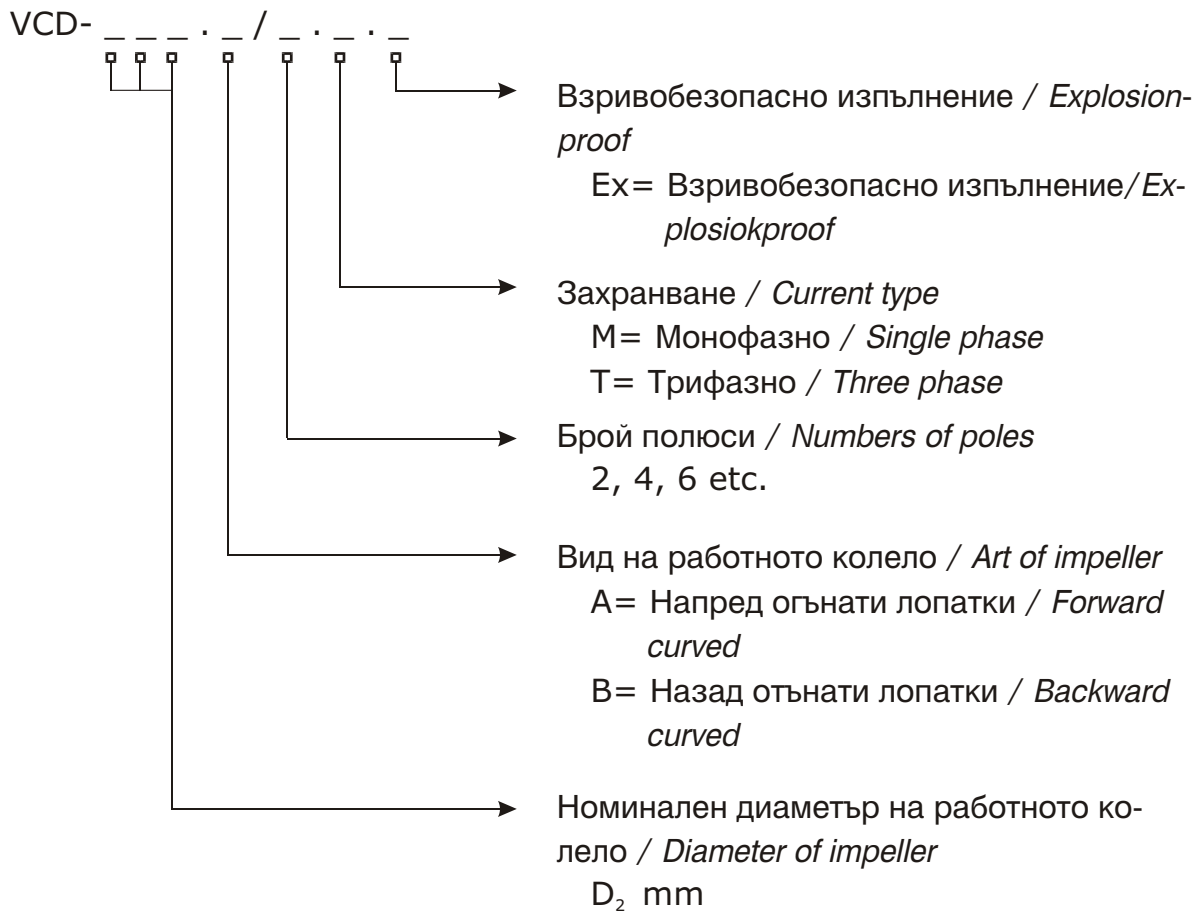 VCD- _ _ _ . _ / _ . _ . _
Взривобезопасно изпълнение / Explosion-
proof
Ex= Взривобезопасно изпълнение/Ex-
plosiokproof
Захранване / Current type
M= Монофазно / Single phase
T= Трифазно / Three phase
Брой полюси / Numbers of poles
2, 4, 6 etc.
Вид на работното колело / Art of impeller
A= Напред огънати лопатки / Forward
curved
B= Назад отънати лопатки / Backward
curved
Номинален диаметър на работното ко-
лело / Diameter of impeller
D₂ mm